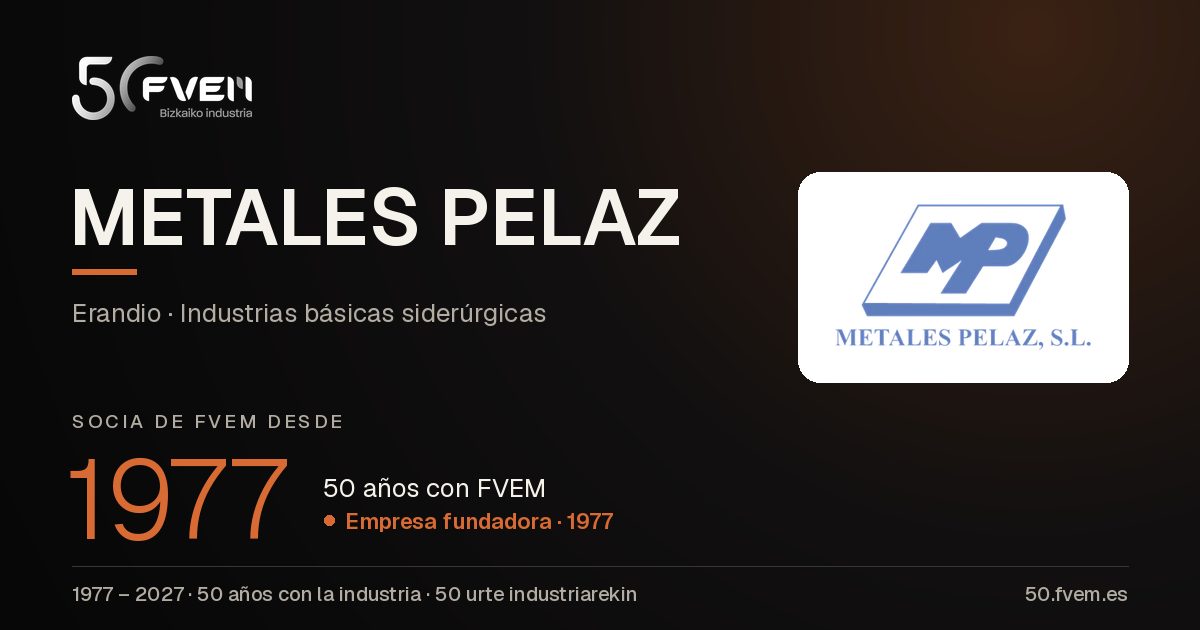 50 FVEM
Bizkaiko industria
METALES PELAZ
Erandio · Industrias básicas siderúrgicas
MP
METALES PELAZ, S.L.
SOCIA DE FVEM DESDE
1977
50 años con FVEM
Empresa fundadora · 1977
1977 – 2027 · 50 años con la industria · 50 urte industriarekin
50.fvem.es